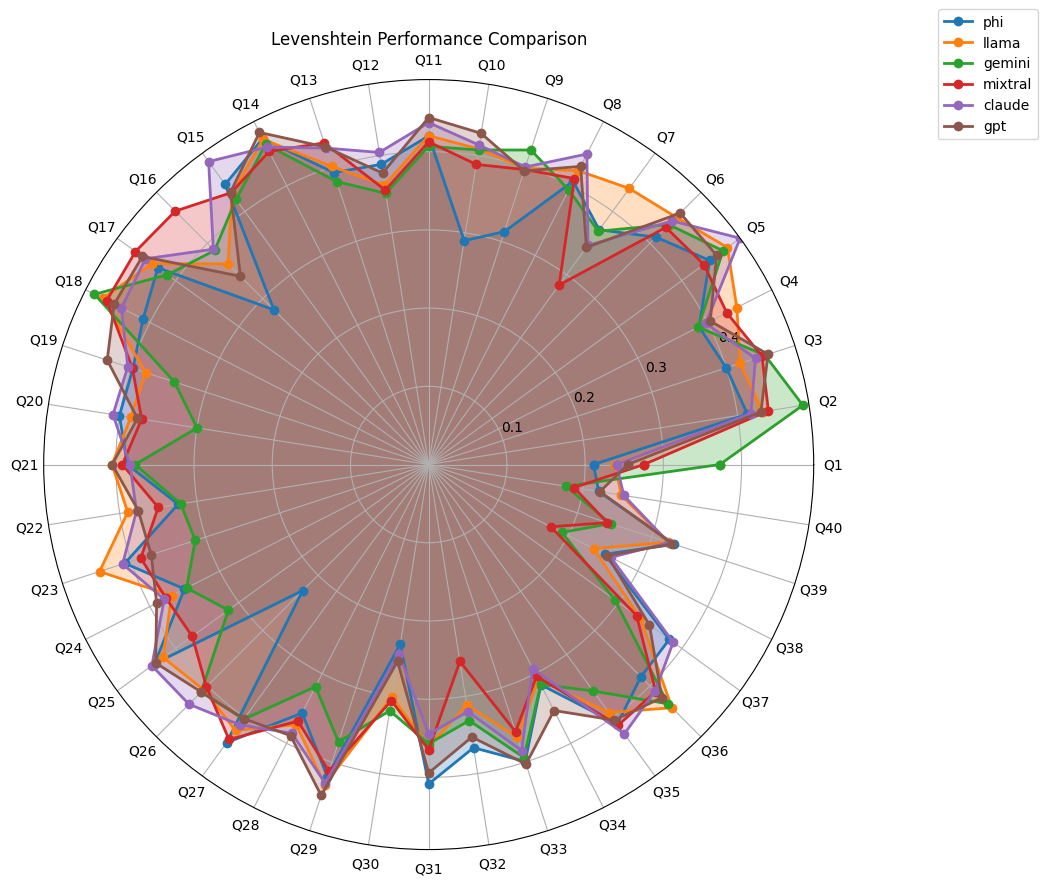 Levenshtein Performance Comparison
phi
llama
gemini
mixtral
claude
gpt
Q1
Q2
Q3
Q4
Q5
Q6
Q7
Q8
Q9
Q10
Q11
Q12
Q13
Q14
Q15
Q16
Q17
Q18
Q19
Q20
Q21
Q22
Q23
Q24
Q25
Q26
Q27
Q28
Q29
Q30
Q31
Q32
Q33
Q34
Q35
Q36
Q37
Q38
Q39
Q40
0.1
0.2
0.3
0.4